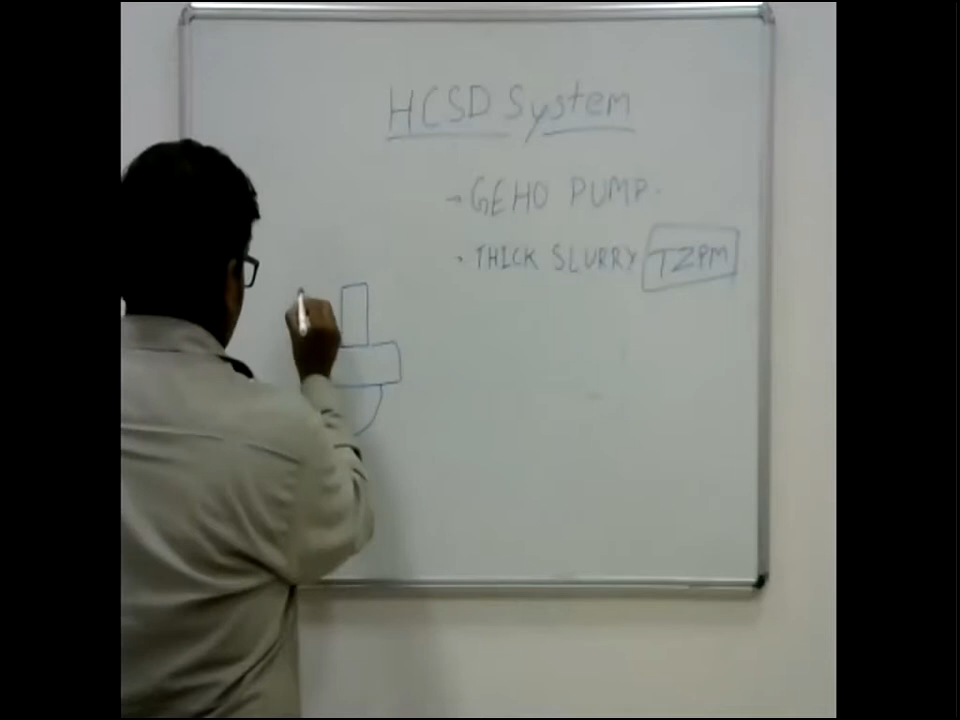 HCSD System
→ GEHO PUMP.
• THICK SLURRY TZPM